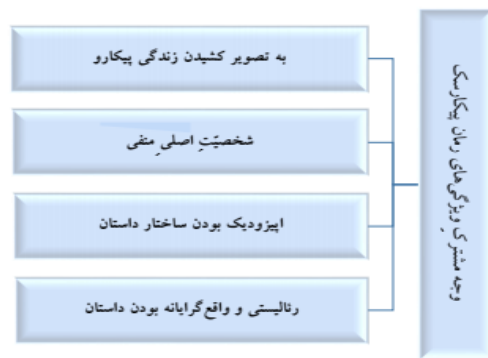 وجه مشترکِ ویژگی‌های رمان پیکارسک
به تصویر کشیدن زندگی پیکارو
شخصیّتِ اصلیِ منفی
اپیزودیک بودن ساختار داستان
رئالیستی و واقع‌گرایانه بودن داستان